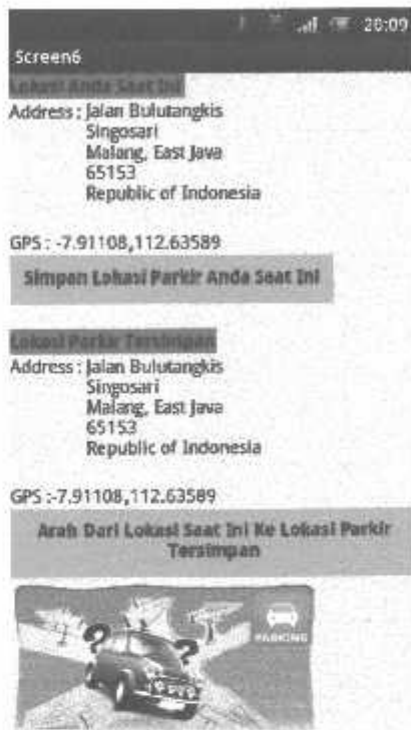 20:09
Screen6
Lokasi Anda Saat Ini
Address : Jalan Bulutangkis
Singosari
Malang, East Java
65153
Republic of Indonesia
GPS : -7.91108,112.63589
Simpan Lokasi Parkir Anda Saat Ini
Lokasi Parkir Tersimpan
Address : Jalan Bulutangkis
Singosari
Malang, East Java
65153
Republic of Indonesia
GPS :-7.91108,112.63589
Arah Dari Lokasi Saat Ini Ke Lokasi Parkir
Tersimpan
PARKING